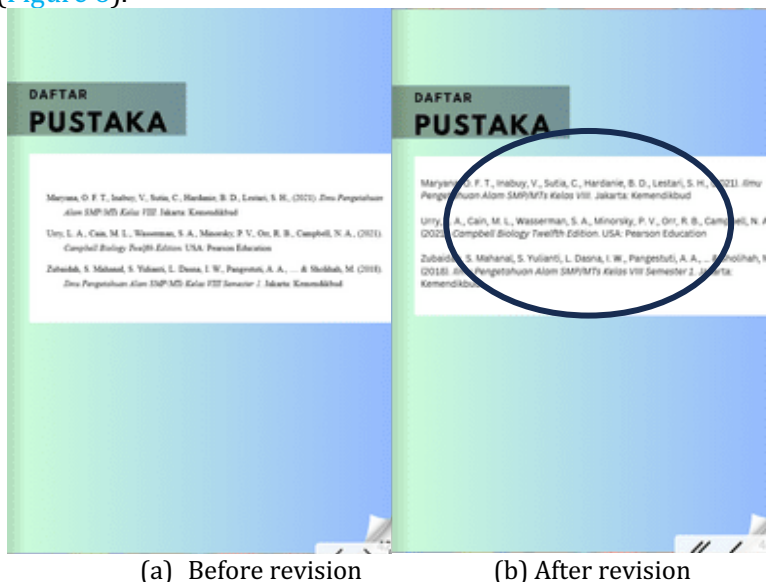 DAFTAR
PUSTAKA
Maryana, O. F. T., Inabuy, V., Sutia, C., Hardanie, B. D., Lestari, S. H., (2021). Ilmu Pengetahuan
Alam SMP/MTs Kelas VIII. Jakarta: Kemendikbud
Urry, L. A., Cain, M. L., Wasserman, S. A., Minorsky, P. V., Orr, R. B., Campbell, N. A., (2021).
Campbell Biology Twelfth Edition. USA: Pearson Education
Zubaidah, S. Mahanal, S. Yulianti, L. Dasna, I. W., Pangestuti, A. A., ... & Sholihah, M. (2018).
Ilmu Pengetahuan Alam SMP/MTs Kelas VIII Semester 1. Jakarta: Kemendikbud
(a) Before revision
DAFTAR
PUSTAKA
Maryana, O. F. T., Inabuy, V., Sutia, C., Hardanie, B. D., Lestari, S. H., (2021). Ilmu
Pengetahuan Alam SMP/MTs Kelas VIII. Jakarta: Kemendikbud
Urry, L. A., Cain, M. L., Wasserman, S. A., Minorsky, P. V., Orr, R. B., Campbell, N. A.
(2021). Campbell Biology Twelfth Edition. USA: Pearson Education
Zubaidah, S. Mahanal, S. Yulianti, L. Dasna, I. W., Pangestuti, A. A., ... & Sholihah,
(2018). Ilmu Pengetahuan Alam SMP/MTs Kelas VIII Semester 1. Jakarta:
Kemendikbud
(b) After revision